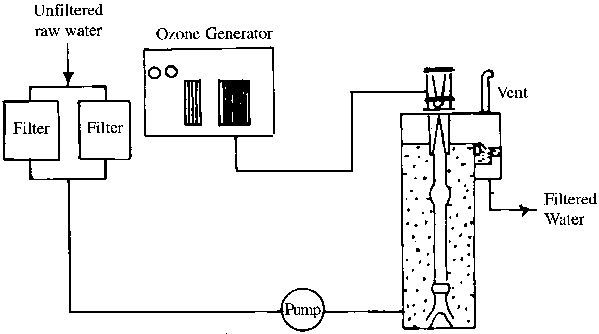 Unfiltered
raw water
Ozone Generator
Filter
Filter
Vent
Filtered
Water
Pump